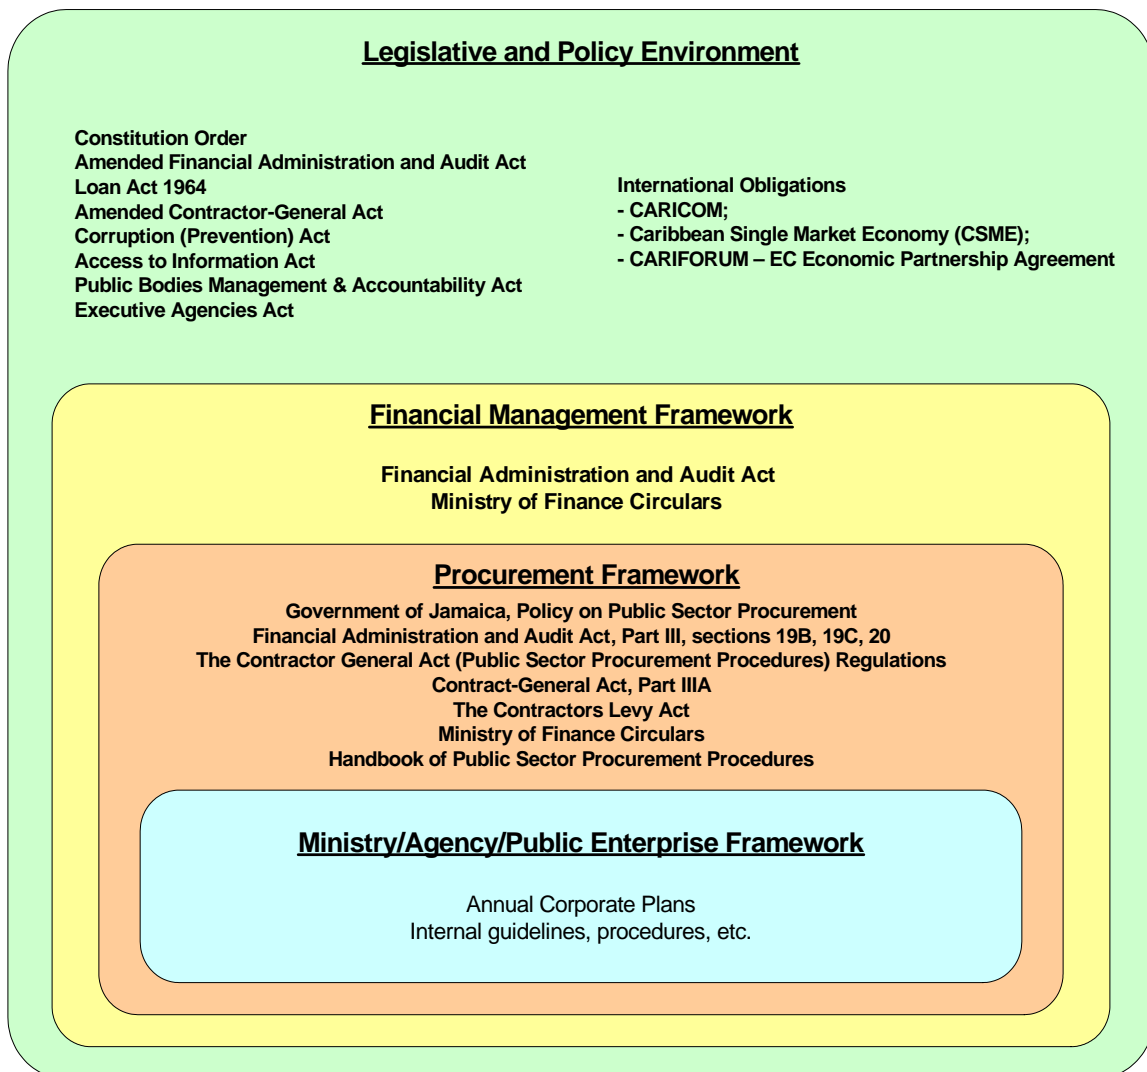 Legislative and Policy Environment
Constitution Order
Amended Financial Administration and Audit Act
Loan Act 1964
Amended Contractor-General Act
Corruption (Prevention) Act
Access to Information Act
Public Bodies Management & Accountability Act
Executive Agencies Act
International Obligations
- CARICOM;
- Caribbean Single Market Economy (CSME);
- CARIFORUM – EC Economic Partnership Agreement
Financial Management Framework
Financial Administration and Audit Act
Ministry of Finance Circulars
Procurement Framework
Government of Jamaica, Policy on Public Sector Procurement
Financial Administration and Audit Act, Part III, sections 19B, 19C, 20
The Contractor General Act (Public Sector Procurement Procedures) Regulations
Contract-General Act, Part IIIA
The Contractors Levy Act
Ministry of Finance Circulars
Handbook of Public Sector Procurement Procedures
Ministry/Agency/Public Enterprise Framework
Annual Corporate Plans
Internal guidelines, procedures, etc.